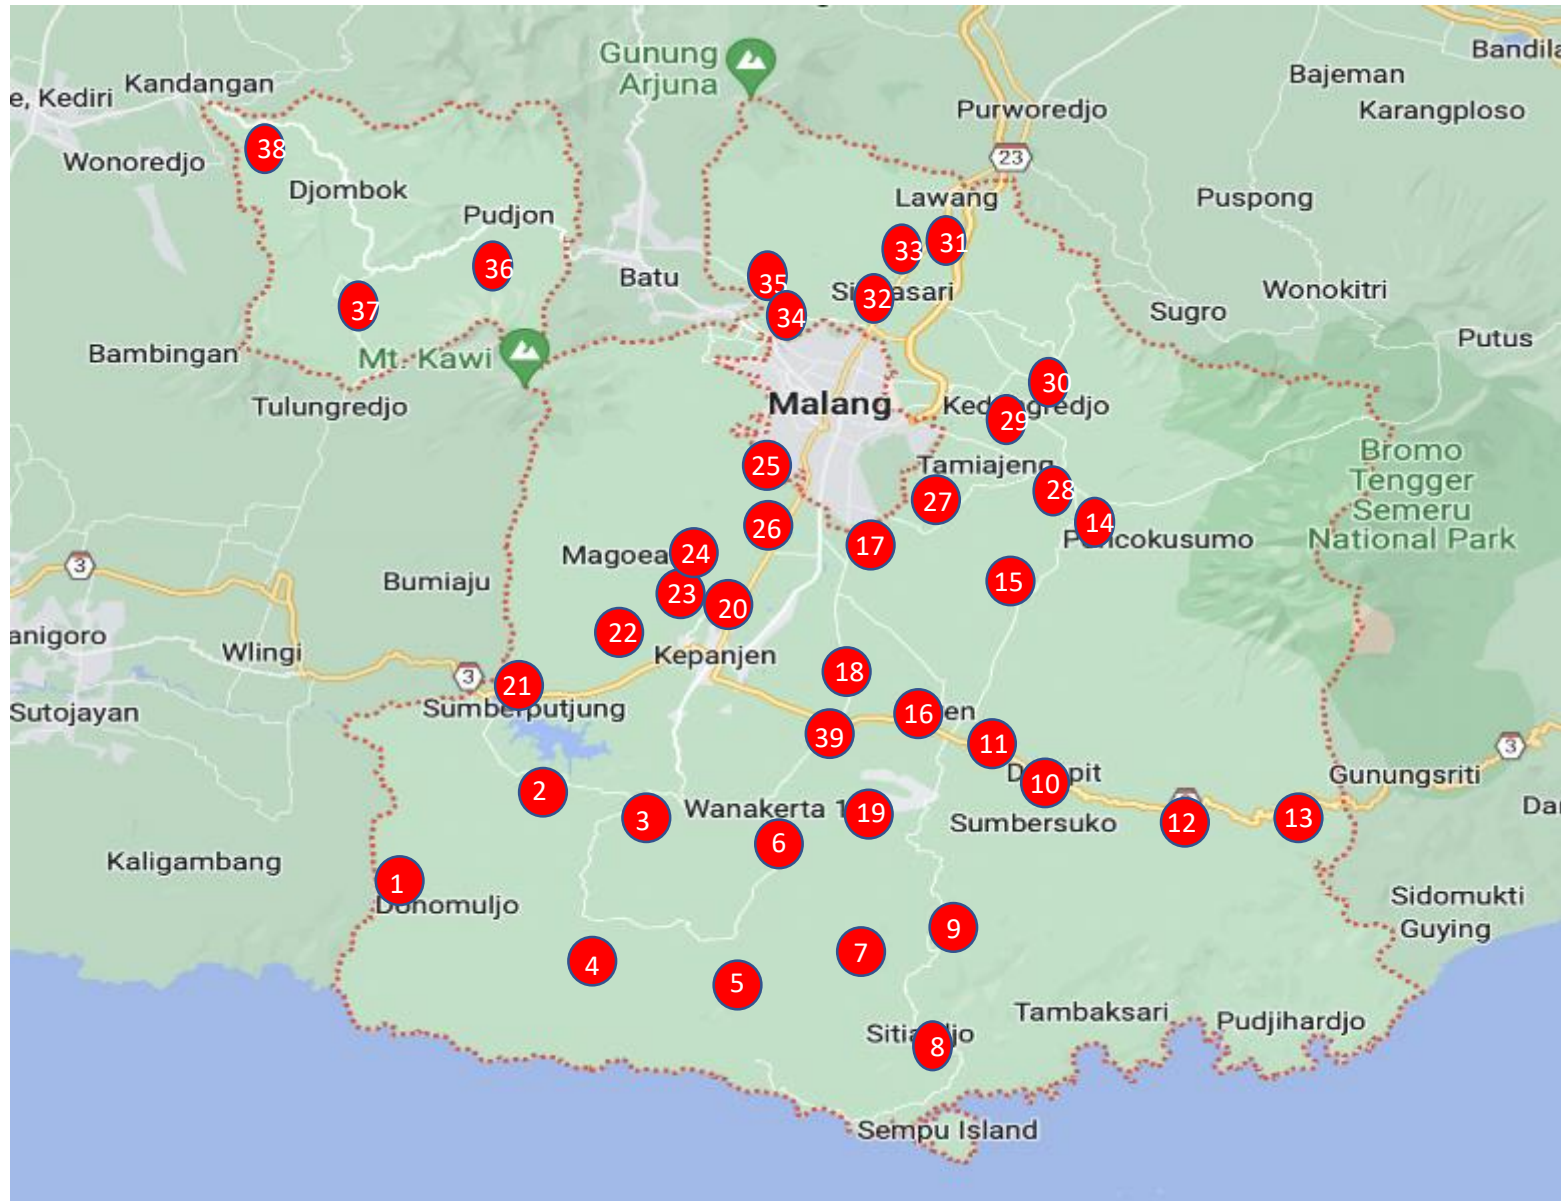 Gunung
Arjuna
Bandila
Kandangan
Bajeman
e, Kediri
Purworedjo
Karangploso
38
23
Wonoredjo
Djombok
Lawang
Puspong
Pudjon
33
31
36
35
Batu
32
Wonokitri
37
34
Sugro
Bambingan
Mt. Kawi
Putus
30
Tulungredjo
Malang
29
25
Tamiajeng
Bromo
Tengger
Semeru
National Park
28
27
26
14
17
24
3
Bumiaju
15
23
20
22
anigoro
Wlingi
Kepanjen
18
3
21
Sutojayan
16
39
11
3
10
Gunungsriti
2
Wanakerta 1
19
3
Sumbersuko
12
13
6
Kaligambang
1
Donomuljo
Sidomukti
Guying
9
7
4
5
Tambaksari
Pudjihardjo
8
Sempu Island